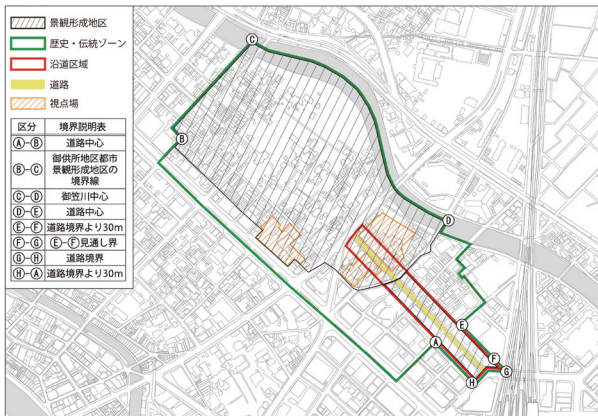 景観形成地区
歴史・伝統ゾーン
沿道区域
道路
視点場
区分 境界説明表
Ⓐ-Ⓑ 道路中心
Ⓑ-Ⓒ 御供所地区都市
景観形成地区の
境界線
Ⓒ-Ⓓ 御笠川中心
Ⓓ-Ⓔ 道路中心
Ⓔ-Ⓕ 道路境界より30m
Ⓕ-Ⓖ Ⓔ-Ⓕ見通し界
Ⓖ-Ⓗ 道路境界
Ⓗ-Ⓐ 道路境界より30m
Ⓒ
Ⓑ
Ⓓ
Ⓔ
Ⓐ
Ⓕ
Ⓖ
Ⓗ